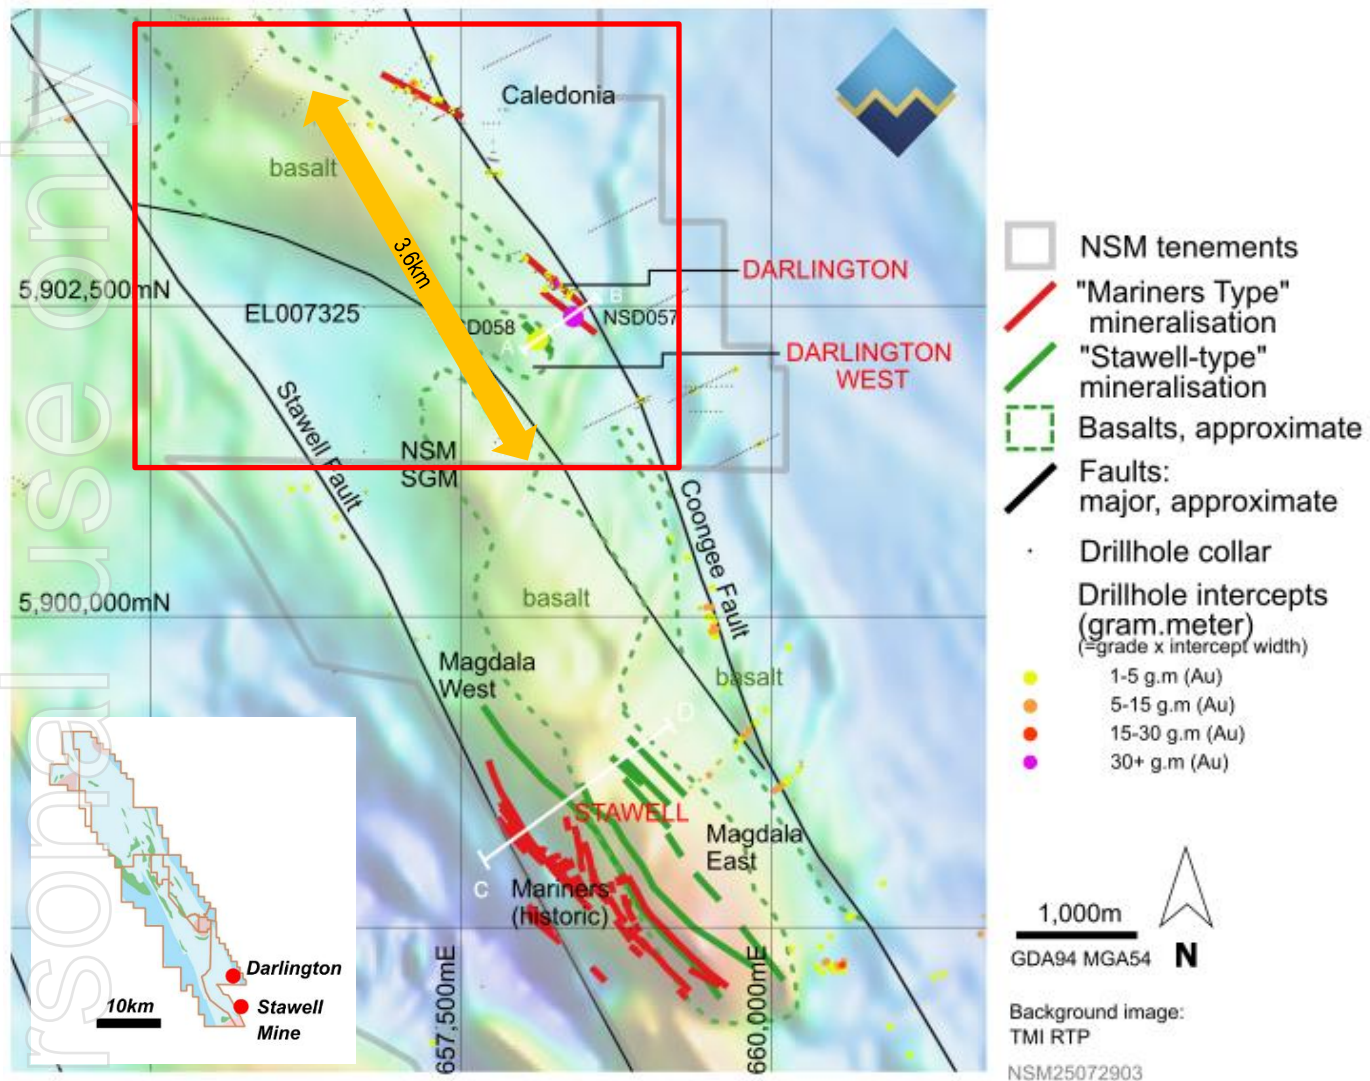 rsonal use only
Caledonia
basalt
3.6km
5,902,500mN
EL007325
DARLINGTON
B
D058
NSD057
A
DARLINGTON
WEST
Stawell Fault
NSM
SGM
Coongee Fault
5,900,000mN
basalt
Magdala
West
basalt
D
STAWELL
Magdala
East
C
Mariners
(historic)
657,500mE
660,000mE
Darlington
Stawell
Mine
10km
NSM tenements
"Mariners Type"
mineralisation
"Stawell-type"
mineralisation
Basalts, approximate
Faults:
major, approximate
Drillhole collar
Drillhole intercepts
(gram.meter)
(=grade x intercept width)
1-5 g.m (Au)
5-15 g.m (Au)
15-30 g.m (Au)
30+ g.m (Au)
1,000m
GDA94 MGA54
N
Background image:
TMI RTP
NSM25072903